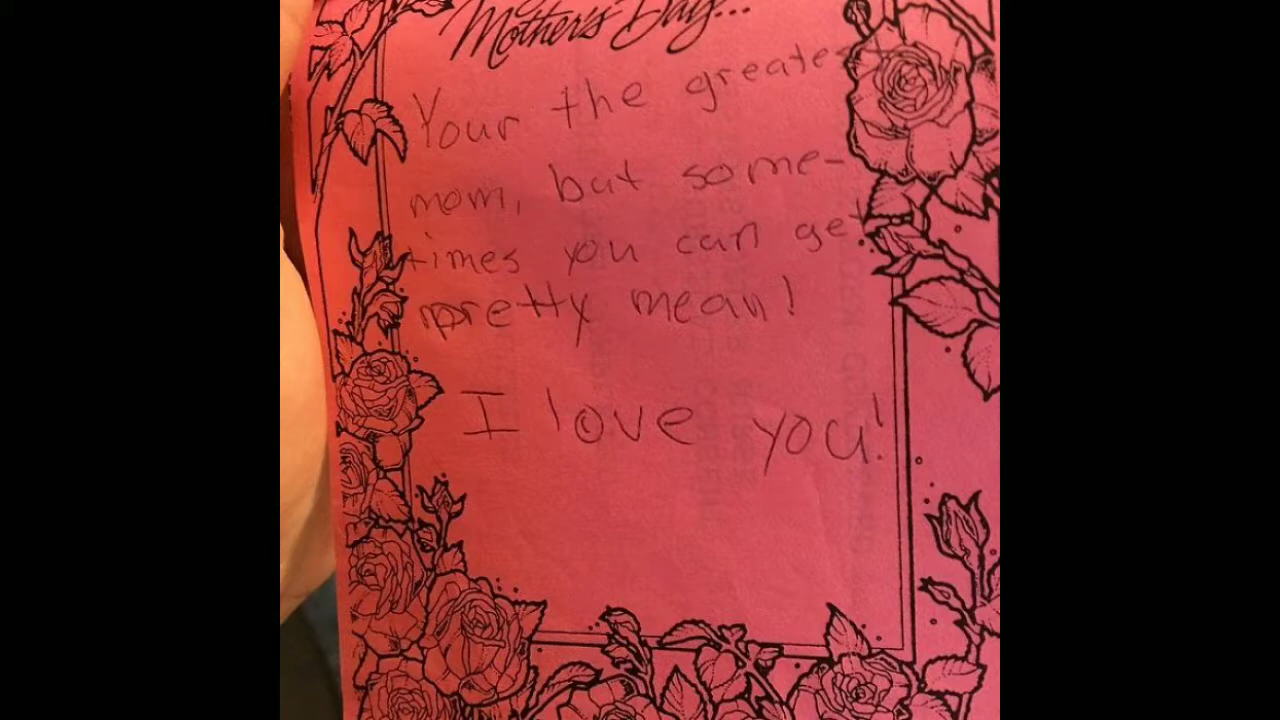 Mother's Day...
Your the greatest
mom, but some-
times you can get
pretty mean!
I love you!